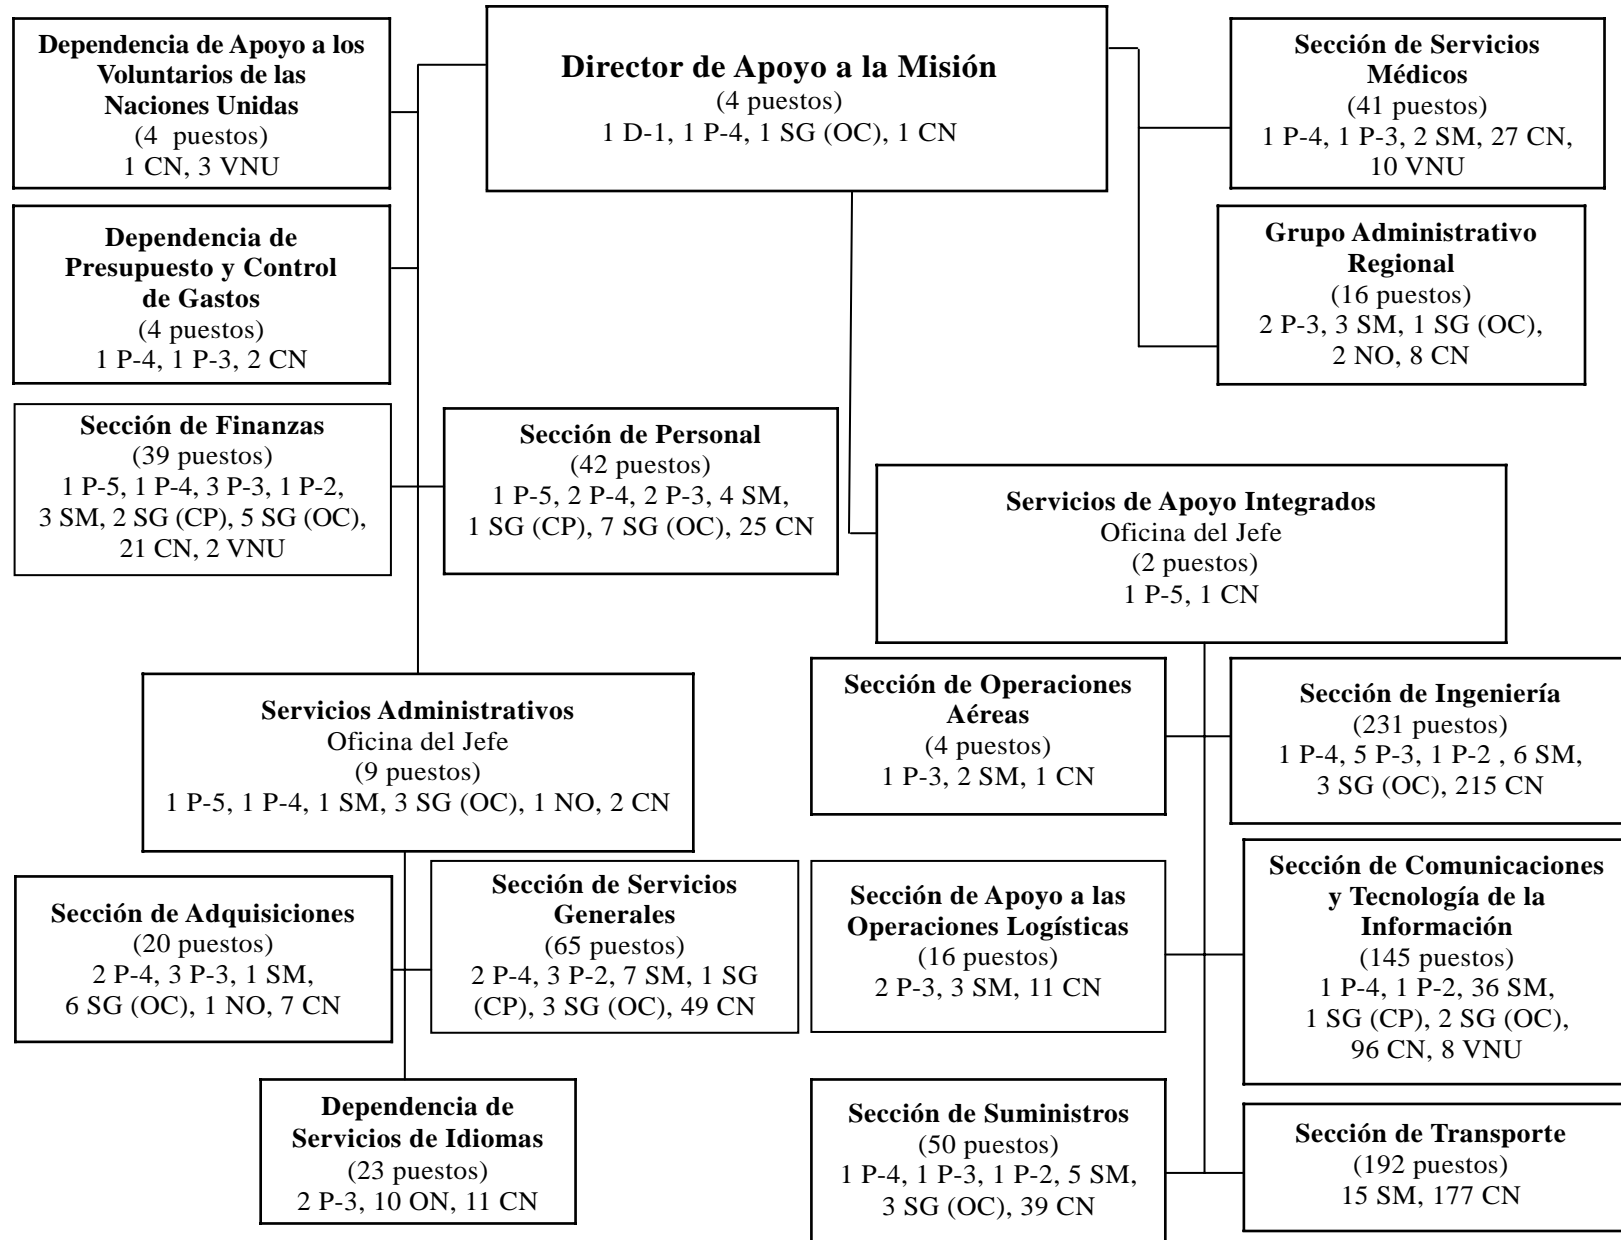 Dependencia de Apoyo a los
Voluntarios de las
Naciones Unidas
(4 puestos)
1 CN, 3 VNU
Director de Apoyo a la Misión
(4 puestos)
1 D-1, 1 P-4, 1 SG (OC), 1 CN
Sección de Servicios
Médicos
(41 puestos)
1 P-4, 1 P-3, 2 SM, 27 CN,
10 VNU
Dependencia de
Presupuesto y Control
de Gastos
(4 puestos)
1 P-4, 1 P-3, 2 CN
Grupo Administrativo
Regional
(16 puestos)
2 P-3, 3 SM, 1 SG (OC),
2 NO, 8 CN
Sección de Finanzas
(39 puestos)
1 P-5, 1 P-4, 3 P-3, 1 P-2,
3 SM, 2 SG (CP), 5 SG (OC),
21 CN, 2 VNU
Sección de Personal
(42 puestos)
1 P-5, 2 P-4, 2 P-3, 4 SM,
1 SG (CP), 7 SG (OC), 25 CN
Servicios de Apoyo Integrados
Oficina del Jefe
(2 puestos)
1 P-5, 1 CN
Servicios Administrativos
Oficina del Jefe
(9 puestos)
1 P-5, 1 P-4, 1 SM, 3 SG (OC), 1 NO, 2 CN
Sección de Operaciones
Aéreas
(4 puestos)
1 P-3, 2 SM, 1 CN
Sección de Ingeniería
(231 puestos)
1 P-4, 5 P-3, 1 P-2 , 6 SM,
3 SG (OC), 215 CN
Sección de Adquisiciones
(20 puestos)
2 P-4, 3 P-3, 1 SM,
6 SG (OC), 1 NO, 7 CN
Sección de Servicios
Generales
(65 puestos)
2 P-4, 3 P-2, 7 SM, 1 SG
(CP), 3 SG (OC), 49 CN
Sección de Apoyo a las
Operaciones Logísticas
(16 puestos)
2 P-3, 3 SM, 11 CN
Sección de Comunicaciones
y Tecnología de la
Información
(145 puestos)
1 P-4, 1 P-2, 36 SM,
1 SG (CP), 2 SG (OC),
96 CN, 8 VNU
Dependencia de
Servicios de Idiomas
(23 puestos)
2 P-3, 10 ON, 11 CN
Sección de Suministros
(50 puestos)
1 P-4, 1 P-3, 1 P-2, 5 SM,
3 SG (OC), 39 CN
Sección de Transporte
(192 puestos)
15 SM, 177 CN